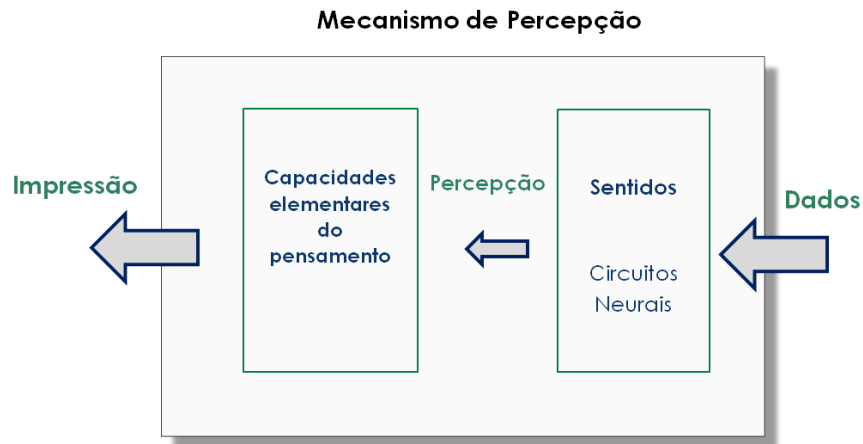 Mecanismo de Percepção
Impressão
Capacidades
elementares
do
pensamento
Percepção
Sentidos
Circuitos
Neurais
Dados